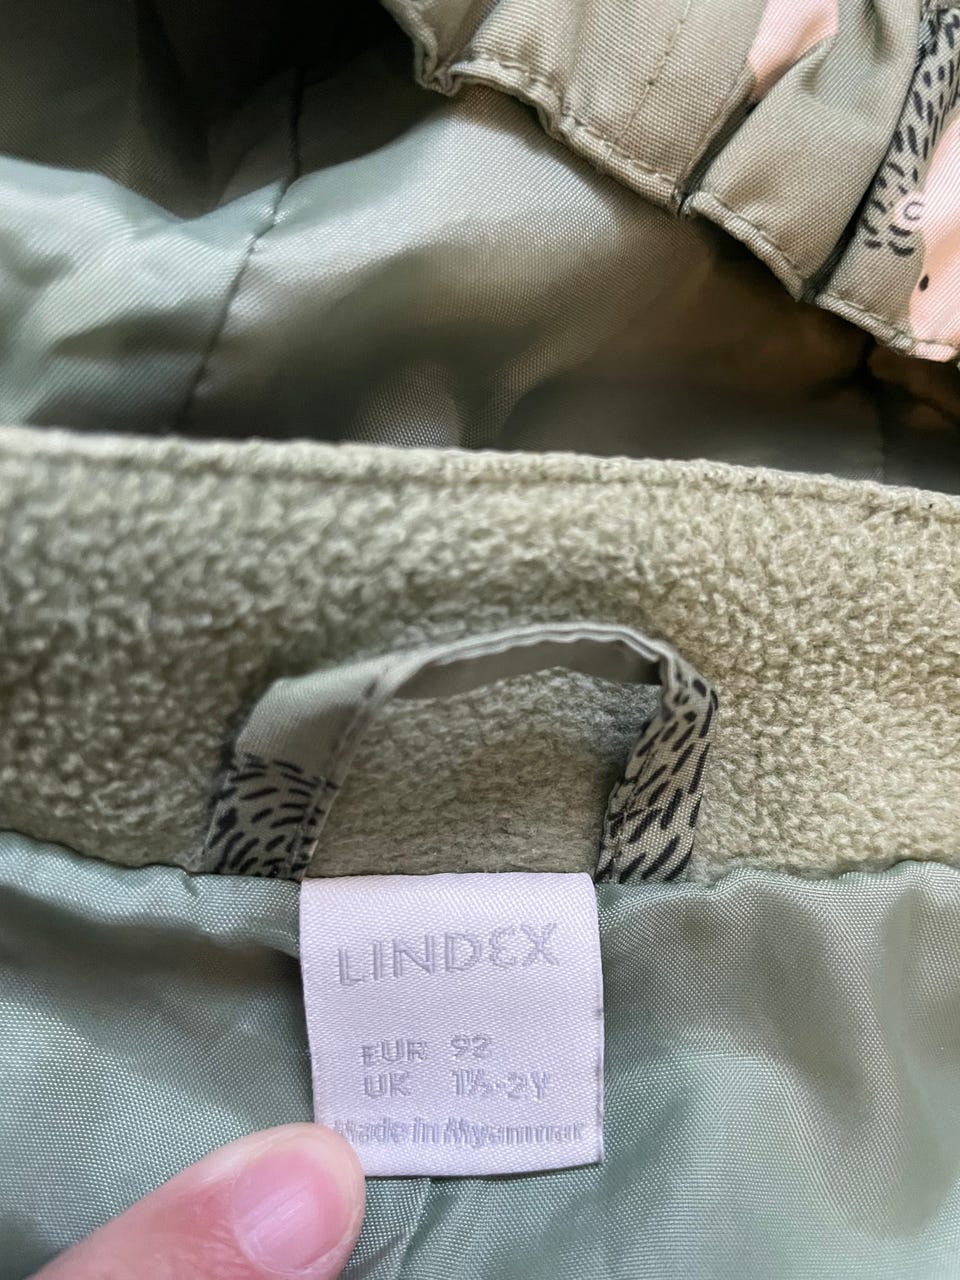 LINDEX
EUR 92
UK 1½-2Y
Made in Myanmar